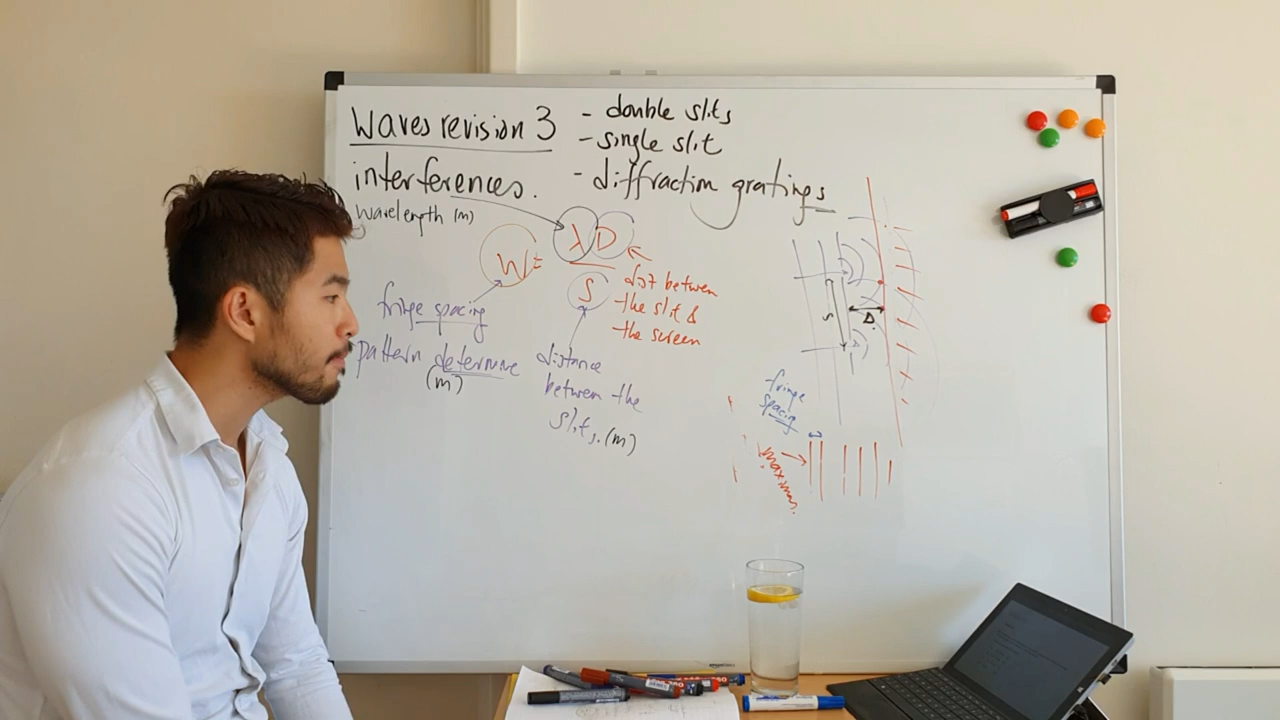 waves revision 3
- double slits
- single slit
- diffraction gratings
interferences.
wavelength (m)
W = λD
S
fringe spacing
pattern determine
(m)
dist between
the slit &
the screen
distance
between the
slits. (m)
S
D
fringe
spacing
maximas.